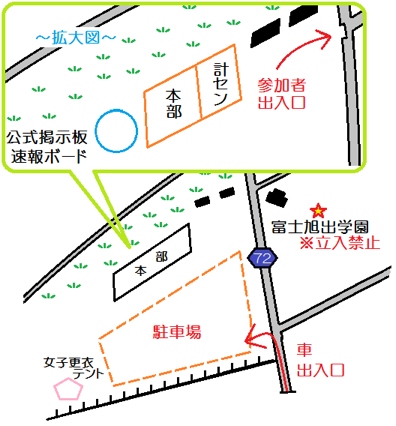 ～拡大図～
計セン
本部
参加者
出入口
公式掲示板
速報ボード
富士旭出学園
※立入禁止
72
本部
駐車場
車
出入口
女子更衣
テント